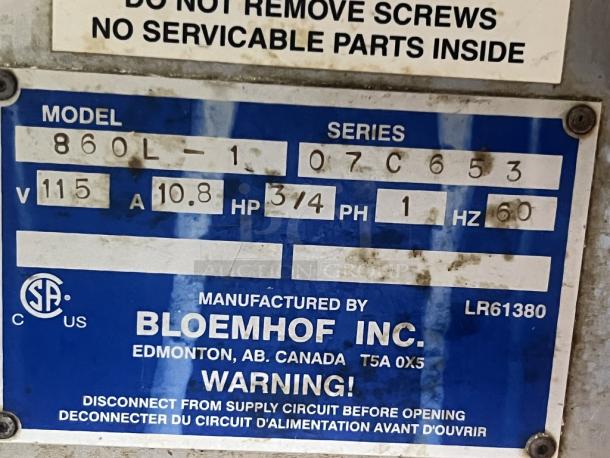 DO NOT REMOVE SCREWS
NO SERVICABLE PARTS INSIDE
MODEL SERIES
860L-1 07C653
V 115 A 10.8 HP 3/4 PH 1 HZ 60
AUCTION GROUP
CSA
C US
LR61380
MANUFACTURED BY
BLOEMHOF INC.
EDMONTON, AB. CANADA T5A 0X5
WARNING!
DISCONNECT FROM SUPPLY CIRCUIT BEFORE OPENING
DECONNECTER DU CIRCUIT D'ALIMENTATION AVANT D'OUVRIR